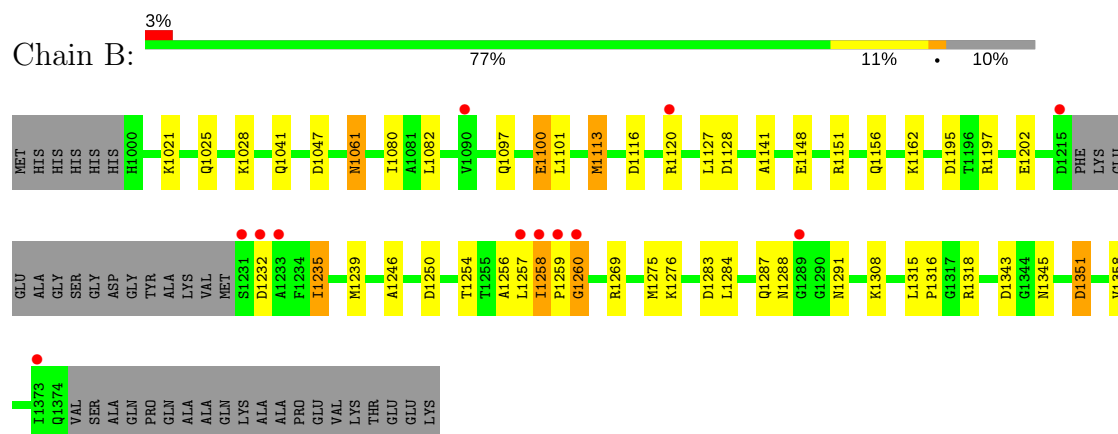 3%
Chain B:
77% 11% • 10%
MET HIS HIS HIS HIS HIS HIS H1000 K1021 Q1025 K1028 Q1041 D1047 N1061 I1080 A1081 L1082 V1090 Q1097 E1100 L1101 M1113 D1116 R1120 L1127 D1128 A1141 E1148 R1151 Q1156 K1162 D1195 T1196 R1197 E1202 D1215 PHE LYS GLU
GLU ALA GLY SER GLY ASP GLY TYR ALA LYS VAL MET S1231 D1232 A1233 F1234 I1235 M1239 A1246 D1250 T1254 T1255 A1256 L1257 I1258 P1259 G1260 R1269 M1275 K1276 D1283 L1284 Q1287 N1288 G1289 G1290 N1291 K1308 L1315 P1316 G1317 R1318 D1343 G1344 N1345 D1351 V1358
I1373 Q1374 VAL SER ALA GLN PRO GLN ALA ALA GLN LYS ALA ALA PRO GLU VAL LYS THR GLU GLU LYS